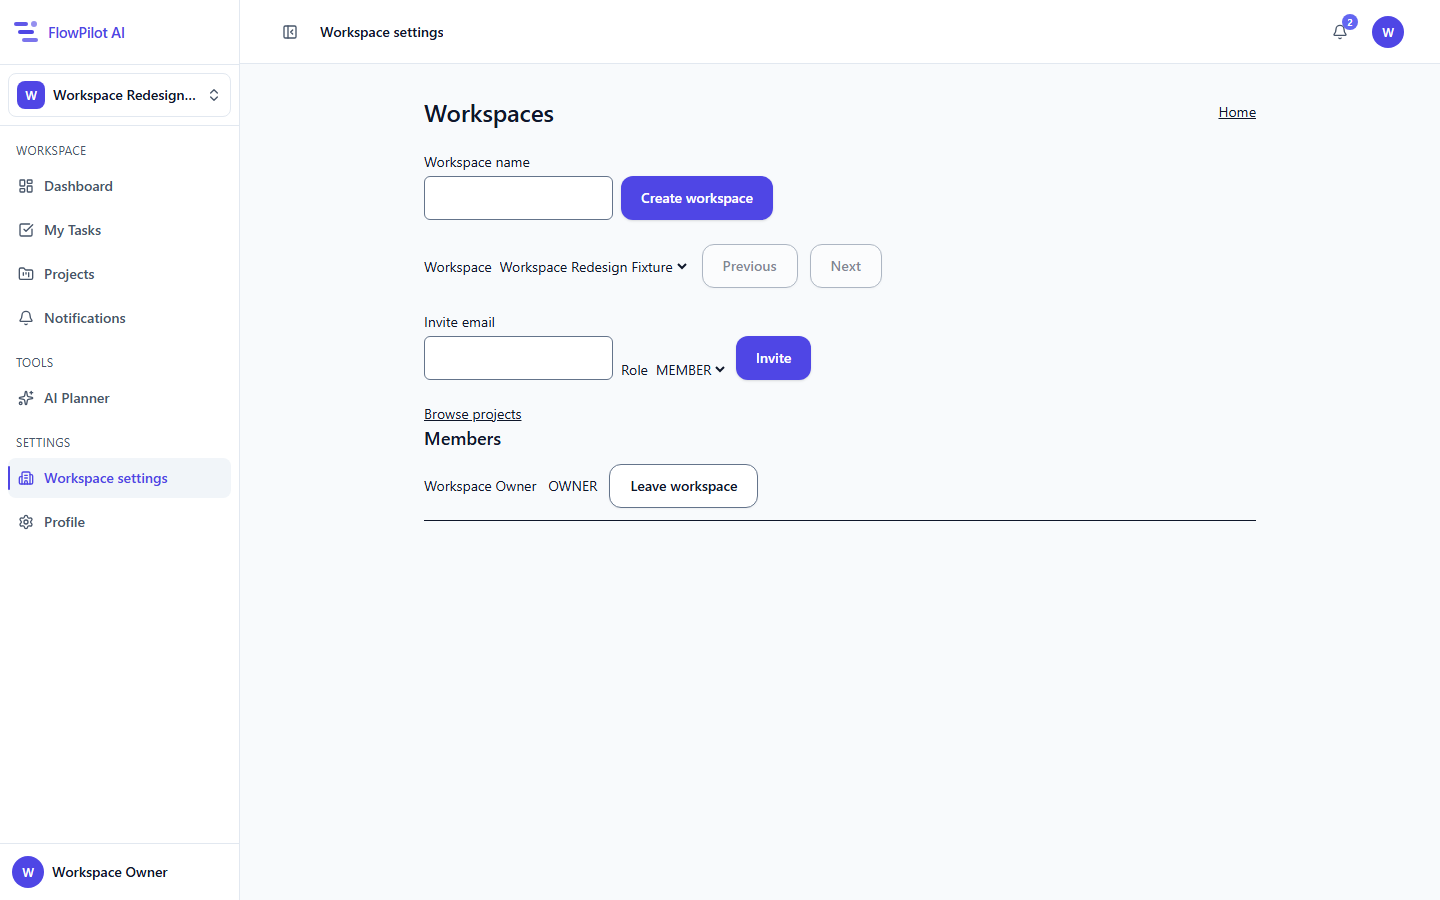 FlowPilot AI
Workspace settings
2
W
W
Workspace Redesign...
WORKSPACE
Dashboard
My Tasks
Projects
Notifications
TOOLS
AI Planner
SETTINGS
Workspace settings
Profile
W
Workspace Owner
Workspaces
Home
Workspace name
Create workspace
Workspace Workspace Redesign Fixture Previous Next
Invite email
Role MEMBER Invite
Browse projects
Members
Workspace Owner OWNER Leave workspace